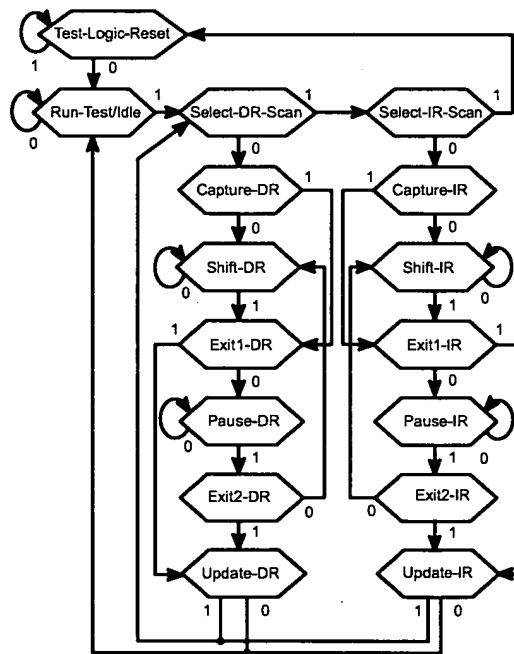 Test-Logic-Reset
1 0
Run-Test/Idle 1 Select-DR-Scan 1 Select-IR-Scan 1
0 0 0
Capture-DR 1 1 Capture-IR
0 0
Shift-DR Shift-IR
0 1 1 0
1 Exit1-DR Exit1-IR 1
0 0
Pause-DR Pause-IR
0 1 1 0
Exit2-DR 0 0 Exit2-IR
1 1
Update-DR Update-IR
1 0 1 0